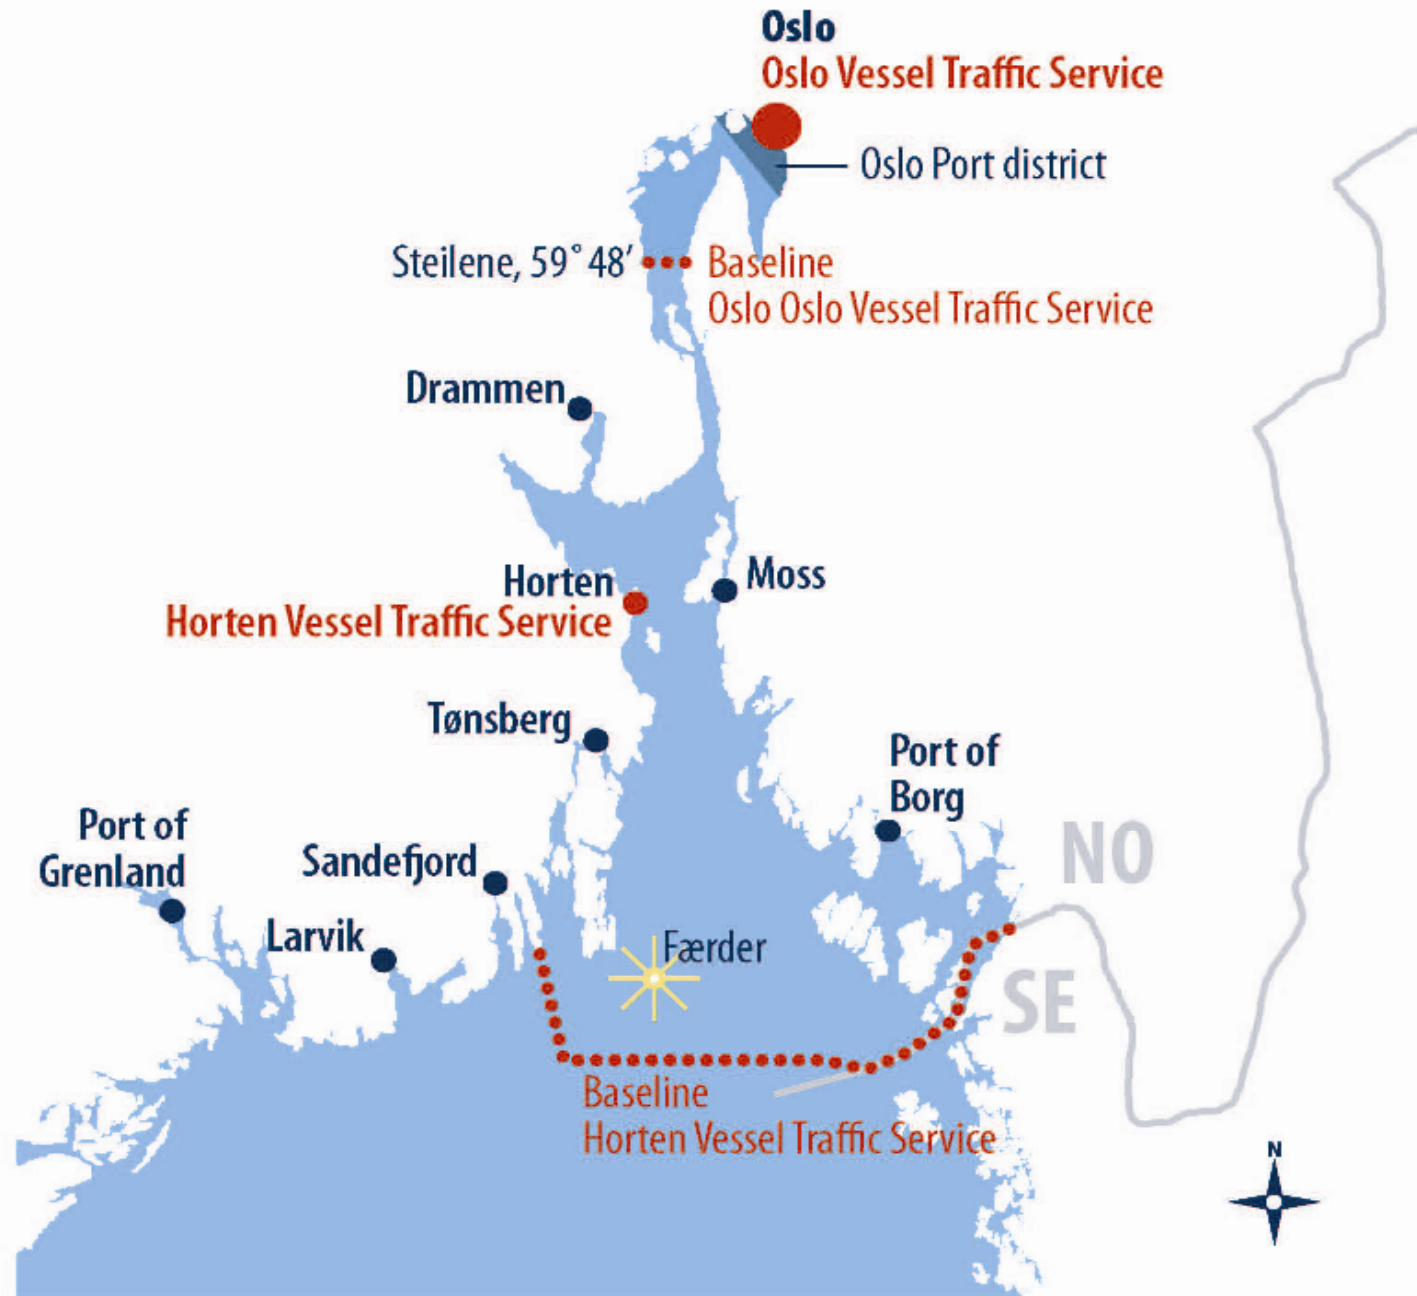 Oslo
Oslo Vessel Traffic Service
Oslo Port district
Steilene, 59° 48′
Baseline
Oslo Oslo Vessel Traffic Service
Drammen
Horten
Horten Vessel Traffic Service
Moss
Tønsberg
Port of
Borg
Port of
Grenland
Sandefjord
Larvik
Færder
NO
SE
Baseline
Horten Vessel Traffic Service
N